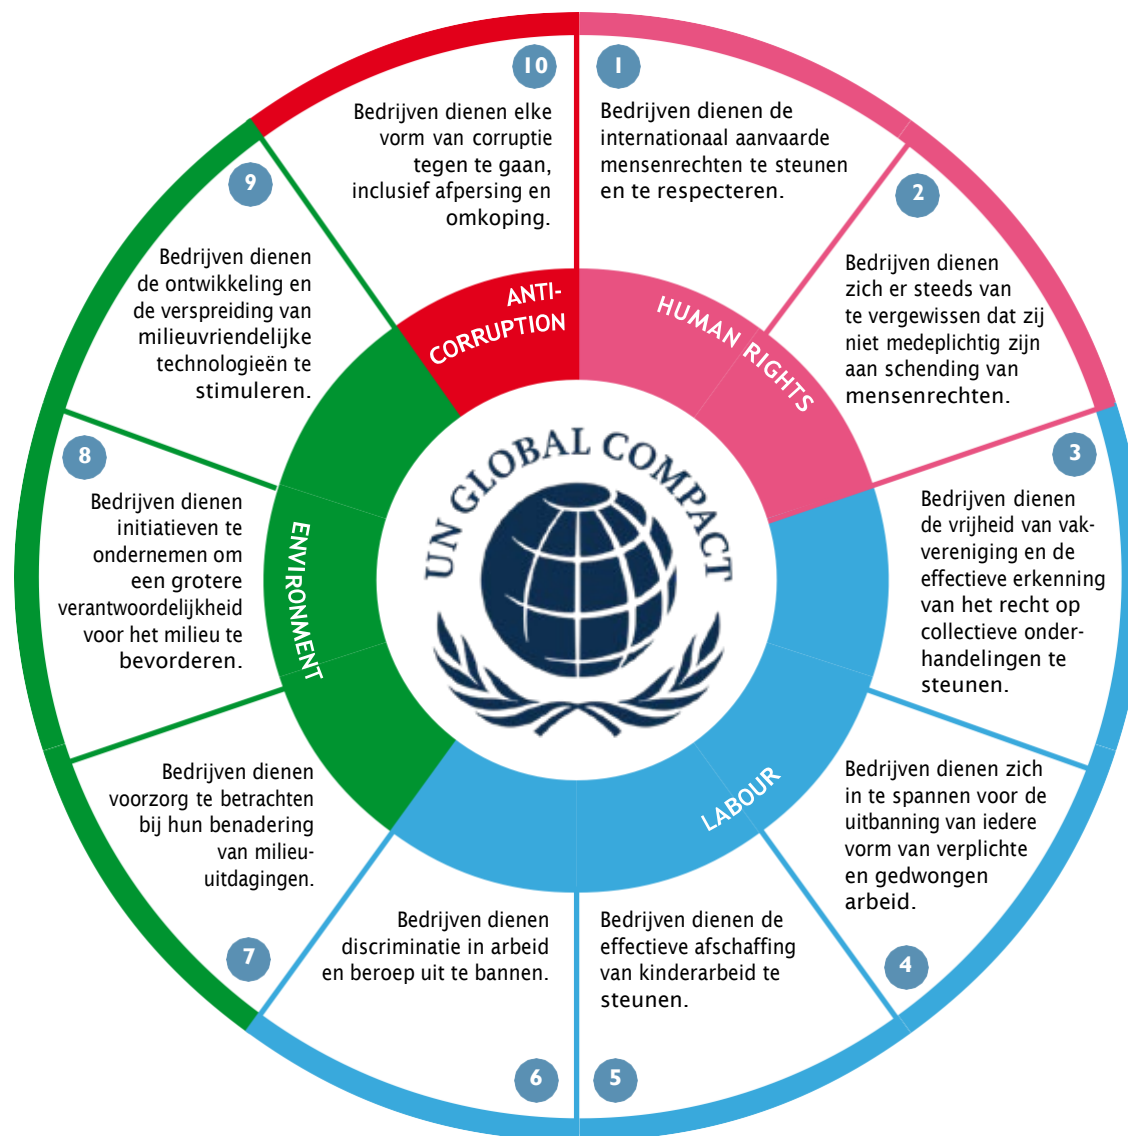 1
Bedrijven dienen de
internationaal aanvaarde
mensenrechten te steunen
en te respecteren.
2
Bedrijven dienen
zich er steeds van
te vergewissen dat zij
niet medeplichtig zijn
aan schending van
mensenrechten.
3
Bedrijven dienen
de vrijheid van vak-
vereniging en de
effectieve erkenning
van het recht op
collectieve onder-
handelingen te
steunen.
4
Bedrijven dienen zich
in te spannen voor de
uitbanning van iedere
vorm van verplichte
en gedwongen
arbeid.
5
Bedrijven dienen de
effectieve afschaffing
van kinderarbeid te
steunen.
6
Bedrijven dienen
discriminatie in arbeid
en beroep uit te bannen.
7
Bedrijven dienen
voorzorg te betrachten
bij hun benadering
van milieu-
uitdagingen.
8
Bedrijven dienen
initiatieven te
ondernemen om
een grotere
verantwoordelijkheid
voor het milieu te
bevorderen.
9
Bedrijven dienen
de ontwikkeling en
de verspreiding van
milieuvriendelijke
technologieën te
stimuleren.
10
Bedrijven dienen elke
vorm van corruptie
tegen te gaan,
inclusief afpersing en
omkoping.
HUMAN RIGHTS
LABOUR
ENVIRONMENT
ANTI-
CORRUPTION
UN GLOBAL COMPACT